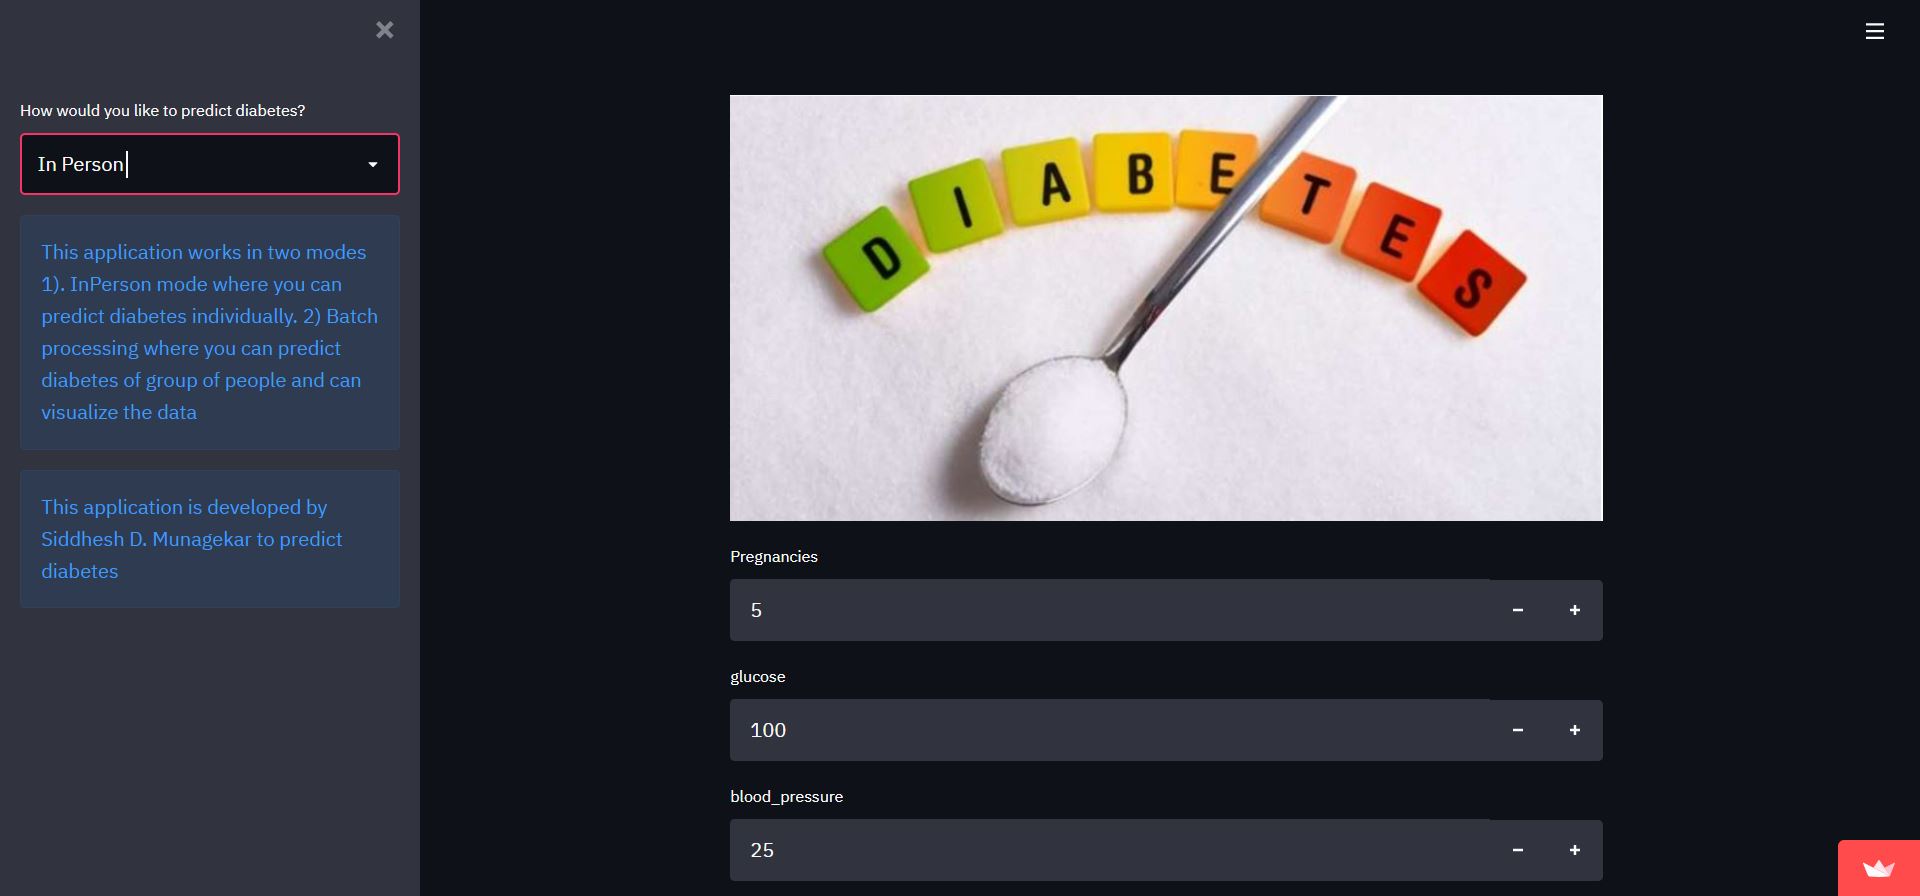 How would you like to predict diabetes?
In Person
This application works in two modes
1). InPerson mode where you can
predict diabetes individually. 2) Batch
processing where you can predict
diabetes of group of people and can
visualize the data
This application is developed by
Siddhesh D. Munagekar to predict
diabetes
DIABETES
Pregnancies
5
glucose
100
blood_pressure
25